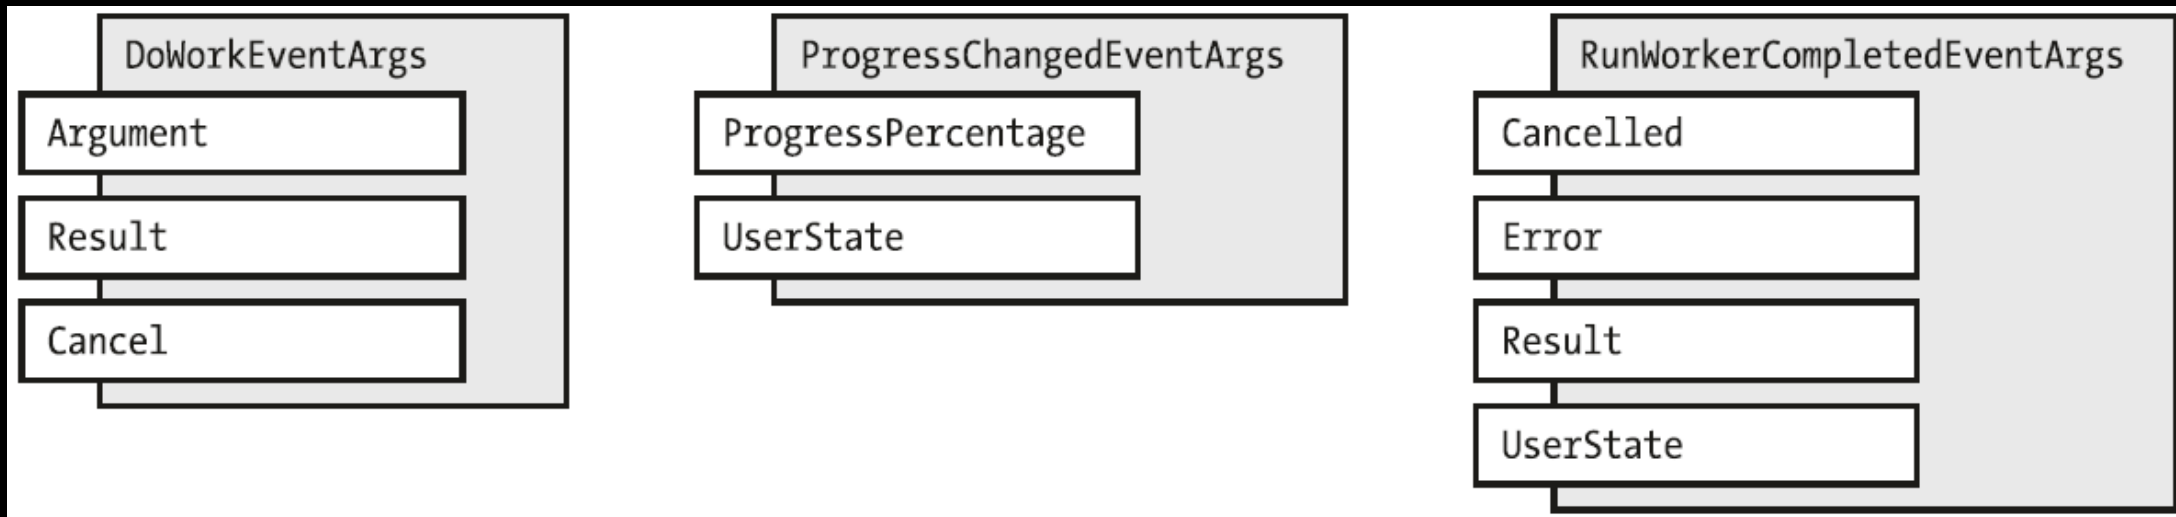 DoWorkEventArgs
Argument
Result
Cancel
ProgressChangedEventArgs
ProgressPercentage
UserState
RunWorkerCompletedEventArgs
Cancelled
Error
Result
UserState